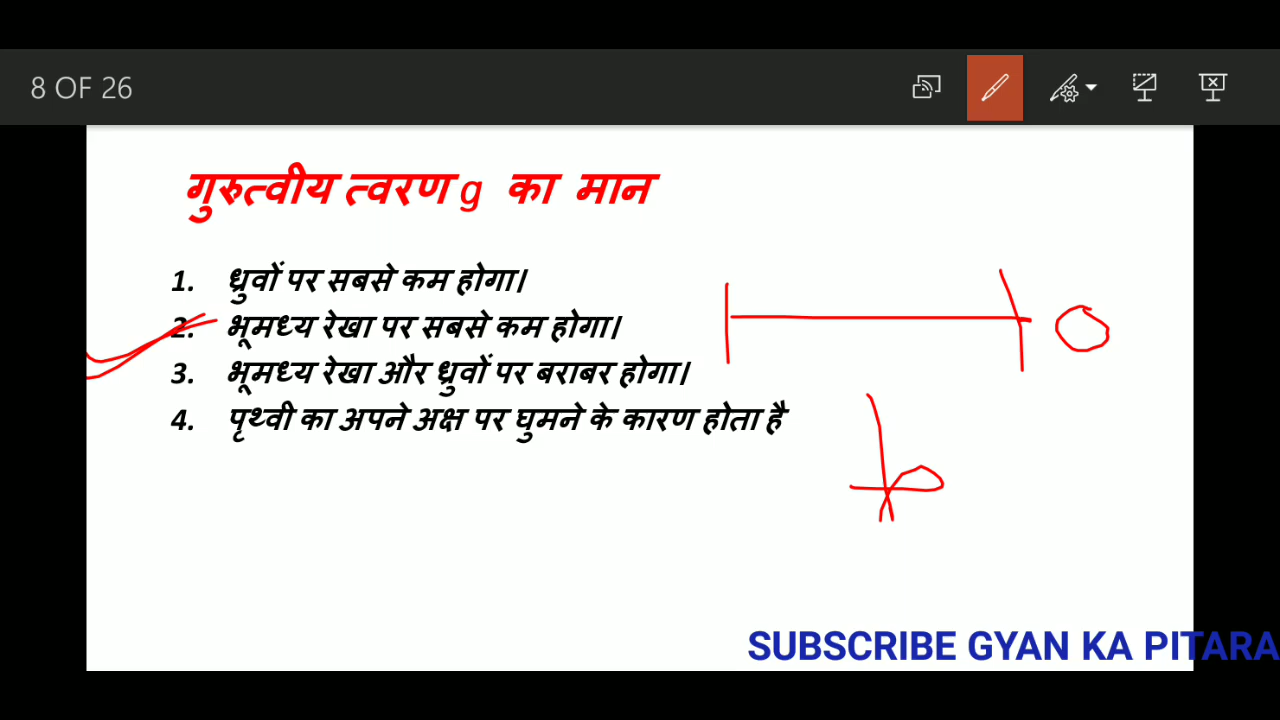 8 OF 26
गुरुत्वीय त्वरण g का मान
1. ध्रुवों पर सबसे कम होगा।
2. भूमध्य रेखा पर सबसे कम होगा।
3. भूमध्य रेखा और ध्रुवों पर बराबर होगा।
4. पृथ्वी का अपने अक्ष पर घुमने के कारण होता है
SUBSCRIBE GYAN KA PITARA